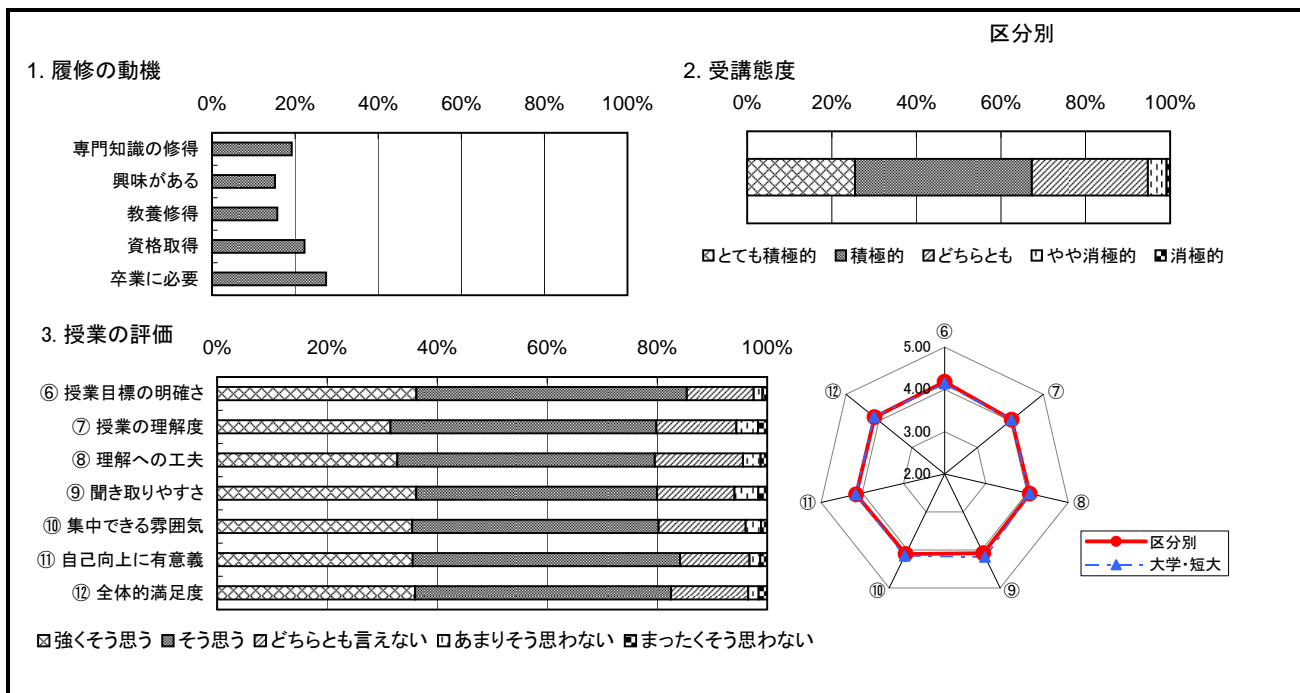 区分別
1. 履修の動機
0% 20% 40% 60% 80% 100%
専門知識の修得
興味がある
教養修得
資格取得
卒業に必要
2. 受講態度
0% 20% 40% 60% 80% 100%
とても積極的 積極的 どちらとも やや消極的 消極的
3. 授業の評価
0% 20% 40% 60% 80% 100%
⑥ 授業目標の明確さ
⑦ 授業の理解度
⑧ 理解への工夫
⑨ 聞き取りやすさ
⑩ 集中できる雰囲気
⑪ 自己向上に有意義
⑫ 全体的満足度
強くそう思う そう思う どちらとも言えない あまりそう思わない まったくそう思わない
⑥
5.00
⑫ ⑦
4.00
3.00
2.00
⑪ ⑧
⑩ ⑨
区分別
大学・短大